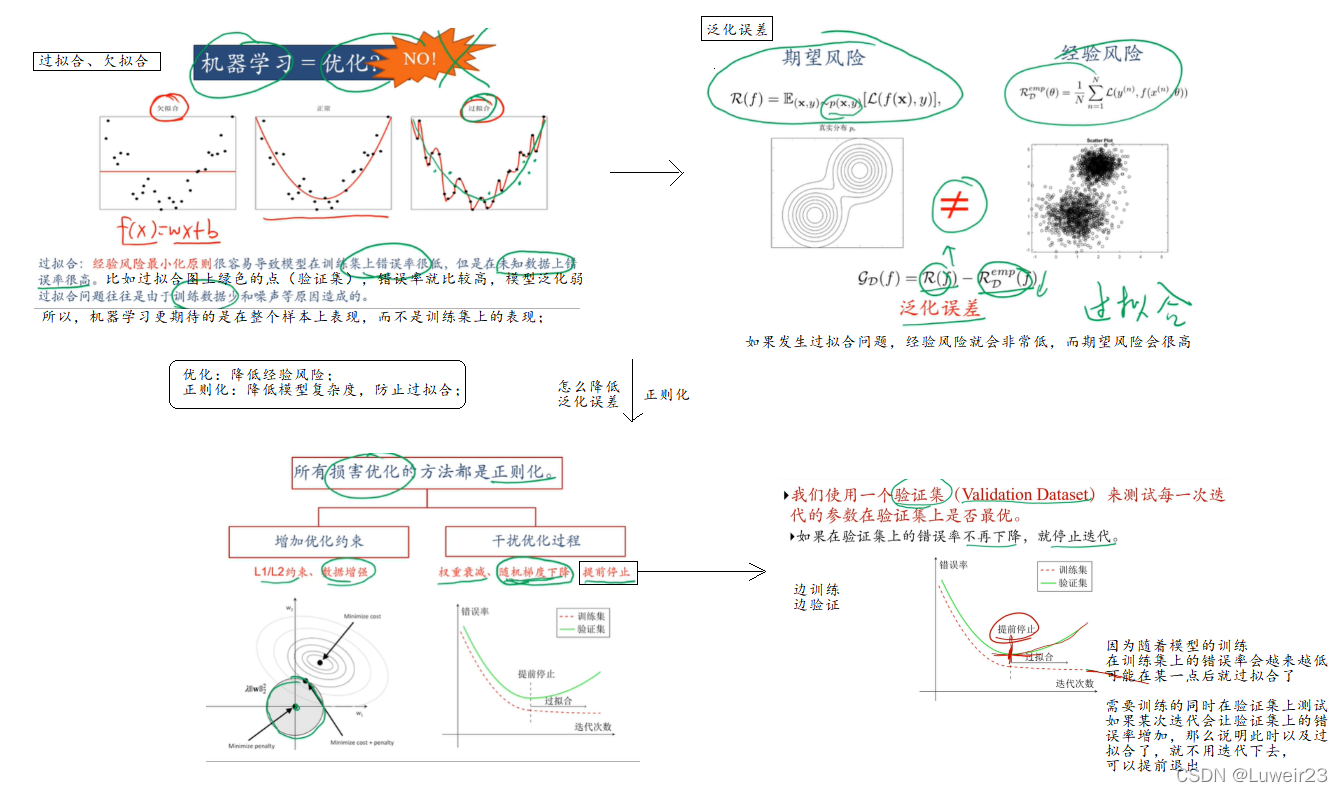 过拟合、欠拟合
机器学习 = 优化?
NO!
欠拟合
正常
过拟合
f(x)=wx+b
过拟合：经验风险最小化原则很容易导致模型在训练集上错误率很低，但是在未知数据上错
误率很高。比如过拟合图上绿色的点（验证集），错误率就比较高，模型泛化弱
过拟合问题往往是由于训练数据少和噪声等原因造成的。
所以，机器学习更期待的是在整个样本上表现，而不是训练集上的表现；
泛化误差
期望风险
R(f) = 𝔼(x,y)∼p(x,y)[L(f(x), y)],
真实分布 pr
经验风险
R_D^emp(θ) = 1/N ∑_{n=1}^{N} L(y^(n), f(x^(n), θ))
Scatter Plot
≠
G_D(f) = R(f) − R_D^emp(f)
泛化误差
过拟合
如果发生过拟合问题，经验风险就会非常低，而期望风险会很高
优化：降低经验风险；
正则化：降低模型复杂度，防止过拟合；
怎么降低
泛化误差
正则化
所有损害优化的方法都是正则化。
增加优化约束
干扰优化过程
L1/L2约束、数据增强
权重衰减、随机梯度下降、提前停止
w₂
Minimize cost
w₁
Minimize penalty
Minimize cost + penalty
错误率
训练集
验证集
提前停止
过拟合
迭代次数
我们使用一个验证集（Validation Dataset）来测试每一次迭
代的参数在验证集上是否最优。
如果在验证集上的错误率不再下降，就停止迭代。
边训练
边验证
错误率
训练集
验证集
提前停止
过拟合
迭代次数
因为随着模型的训练
在训练集上的错误率会越来越低
可能在某一点后就过拟合了
需要训练的同时在验证集上测试
如果某次迭代会让验证集上的错
误率增加，那么说明此时以及过
拟合了，就不用迭代下去，
可以提前退出
CSDN @Luweir23